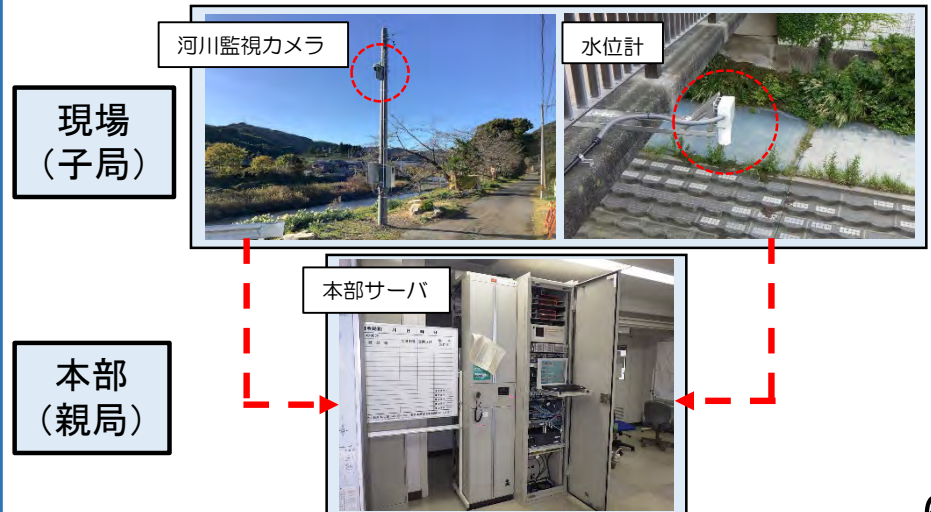 河川監視カメラ
水位計
現場
（子局）
本部サーバ
本部
（親局）